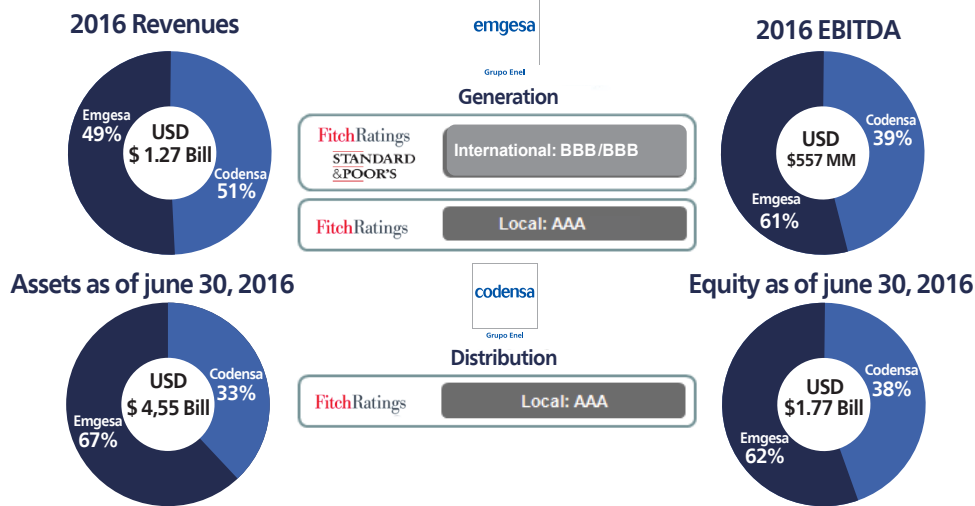 2016 Revenues
Emgesa
49%
USD
$ 1.27 Bill
Codensa
51%
emgesa
Grupo Enel
Generation
FitchRatings
STANDARD
&POOR'S
International: BBB/BBB
FitchRatings
Local: AAA
2016 EBITDA
Codensa
39%
USD
$557 MM
Emgesa
61%
Assets as of june 30, 2016
USD
$ 4,55 Bill
Codensa
33%
Emgesa
67%
codensa
Grupo Enel
Distribution
FitchRatings
Local: AAA
Equity as of june 30, 2016
Codensa
38%
USD
$1.77 Bill
Emgesa
62%